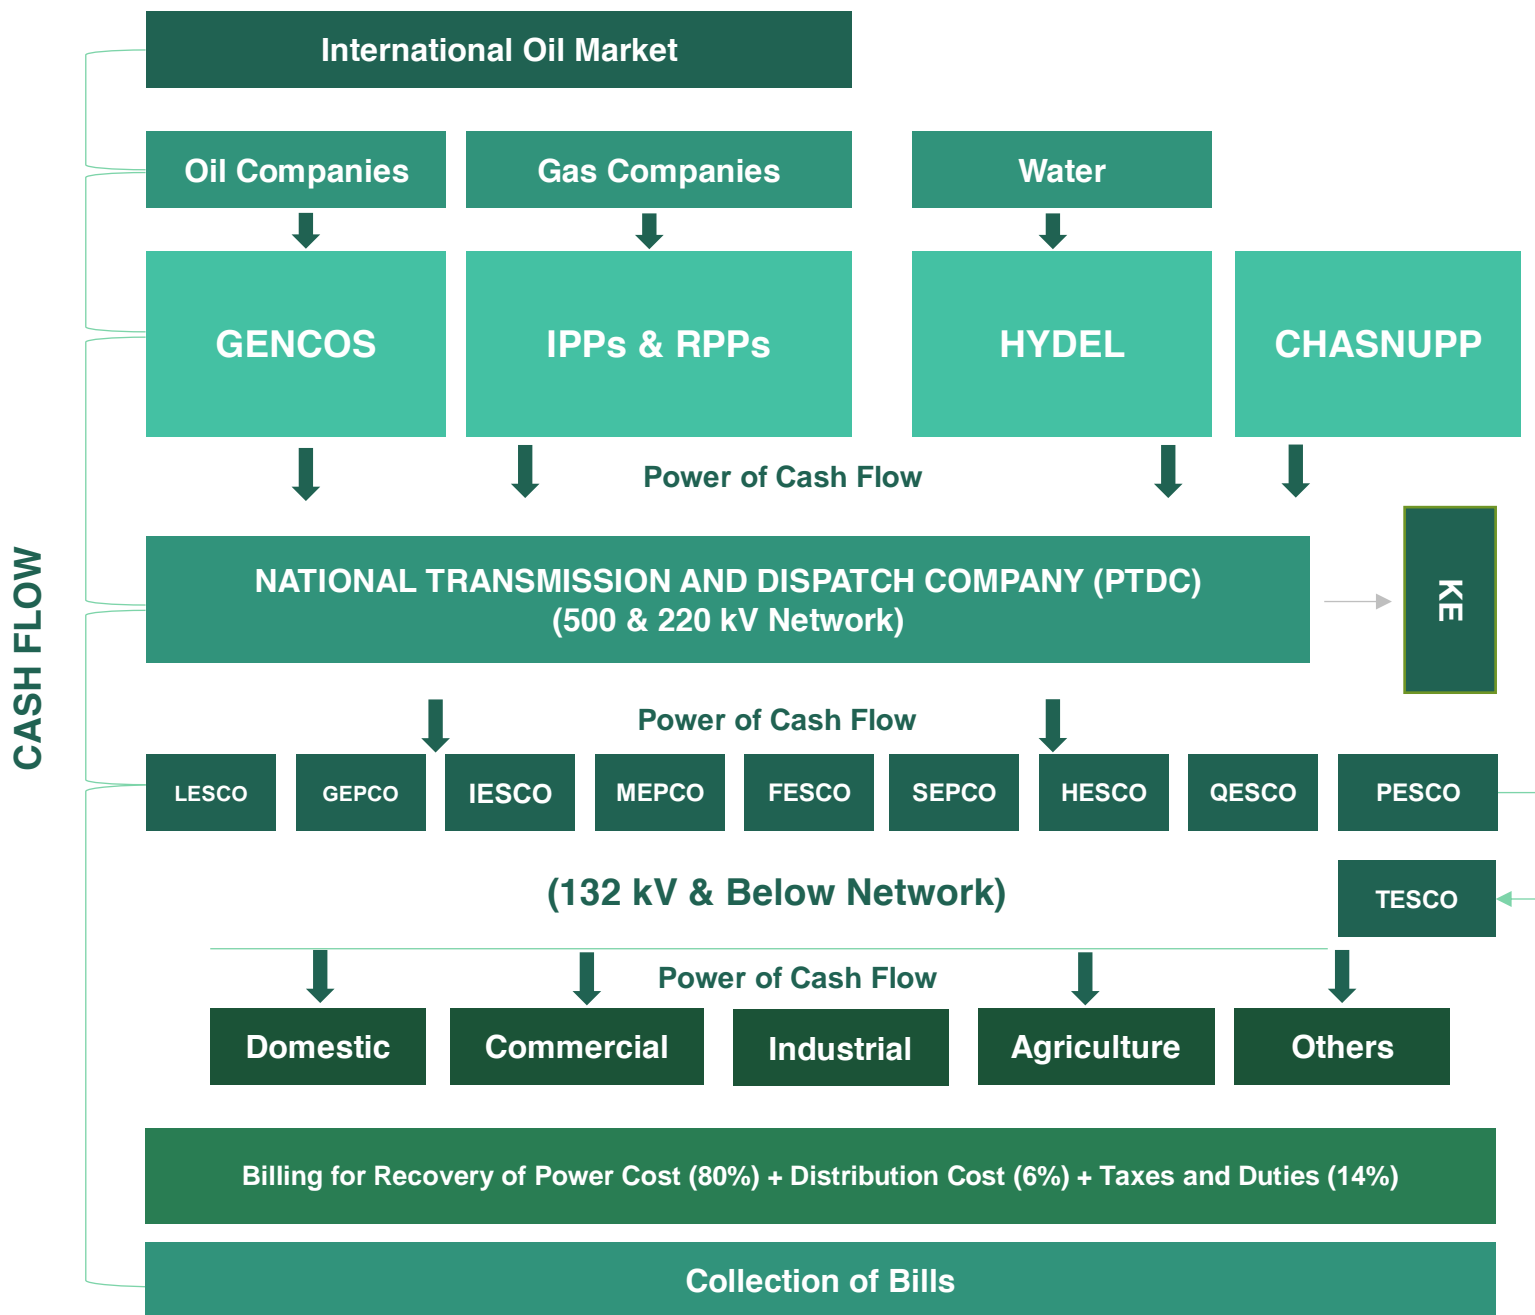 International Oil Market
Oil Companies
Gas Companies
Water
GENCOS
IPPs & RPPs
HYDEL
CHASNUPP
Power of Cash Flow
CASH FLOW
NATIONAL TRANSMISSION AND DISPATCH COMPANY (PTDC)
(500 & 220 kV Network)
KE
Power of Cash Flow
LESCO
GEPCO
IESCO
MEPCO
FESCO
SEPCO
HESCO
QESCO
PESCO
(132 kV & Below Network)
TESCO
Power of Cash Flow
Domestic
Commercial
Industrial
Agriculture
Others
Billing for Recovery of Power Cost (80%) + Distribution Cost (6%) + Taxes and Duties (14%)
Collection of Bills